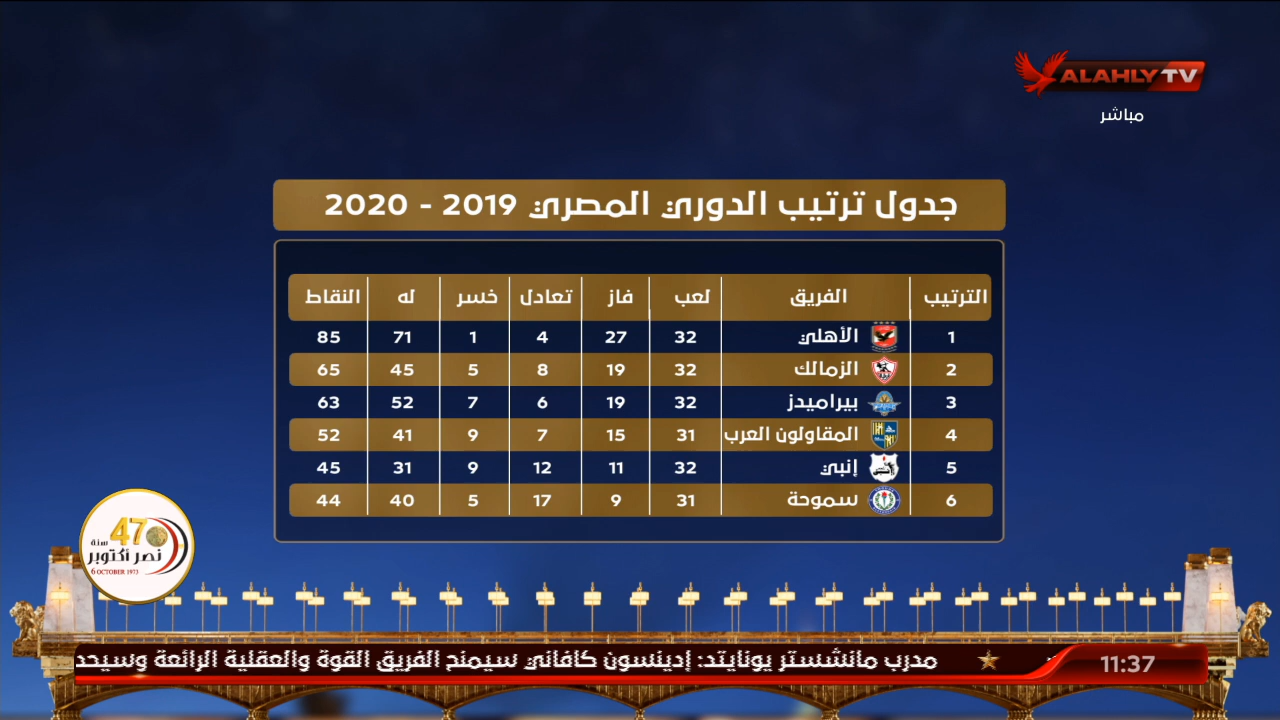 ALAHLY TV
مباشر
جدول ترتيب الدوري المصري 2019 - 2020
الترتيب الفريق لعب فاز تعادل خسر له النقاط
1 الأهلي 32 27 4 1 71 85
2 الزمالك 32 19 8 5 45 65
3 بيراميدز 32 19 6 7 52 63
4 المقاولون العرب 31 15 7 9 41 52
5 إنبي 32 11 12 9 31 45
6 سموحة 31 9 17 5 40 44
47 سنة
نصر أكتوبر
6 OCTOBER 1973
11:37
مدرب مانشستر يونايتد: إدينسون كافاني سيمنح الفريق القوة والعقلية الرائعة وسيحد